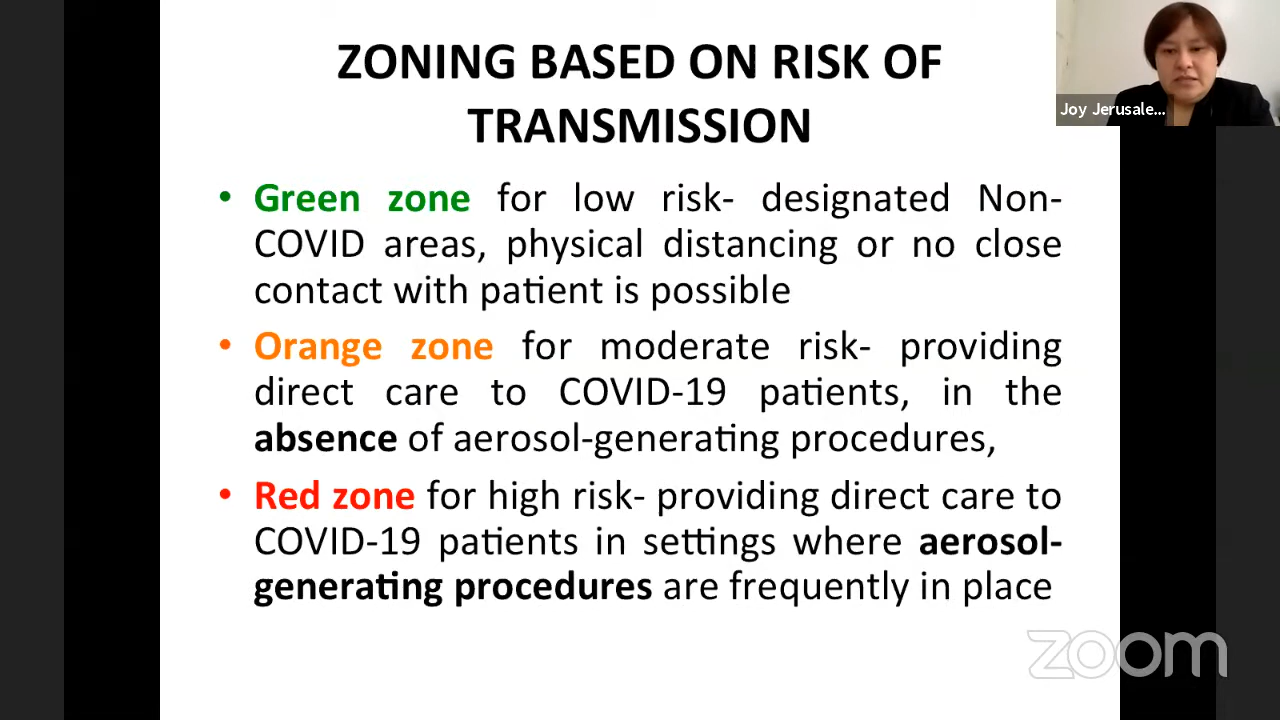 ZONING BASED ON RISK OF
TRANSMISSION
• Green zone for low risk- designated Non-
COVID areas, physical distancing or no close
contact with patient is possible
• Orange zone for moderate risk- providing
direct care to COVID-19 patients, in the
absence of aerosol-generating procedures,
• Red zone for high risk- providing direct care to
COVID-19 patients in settings where aerosol-
generating procedures are frequently in place
Joy Jerusale...
zoom